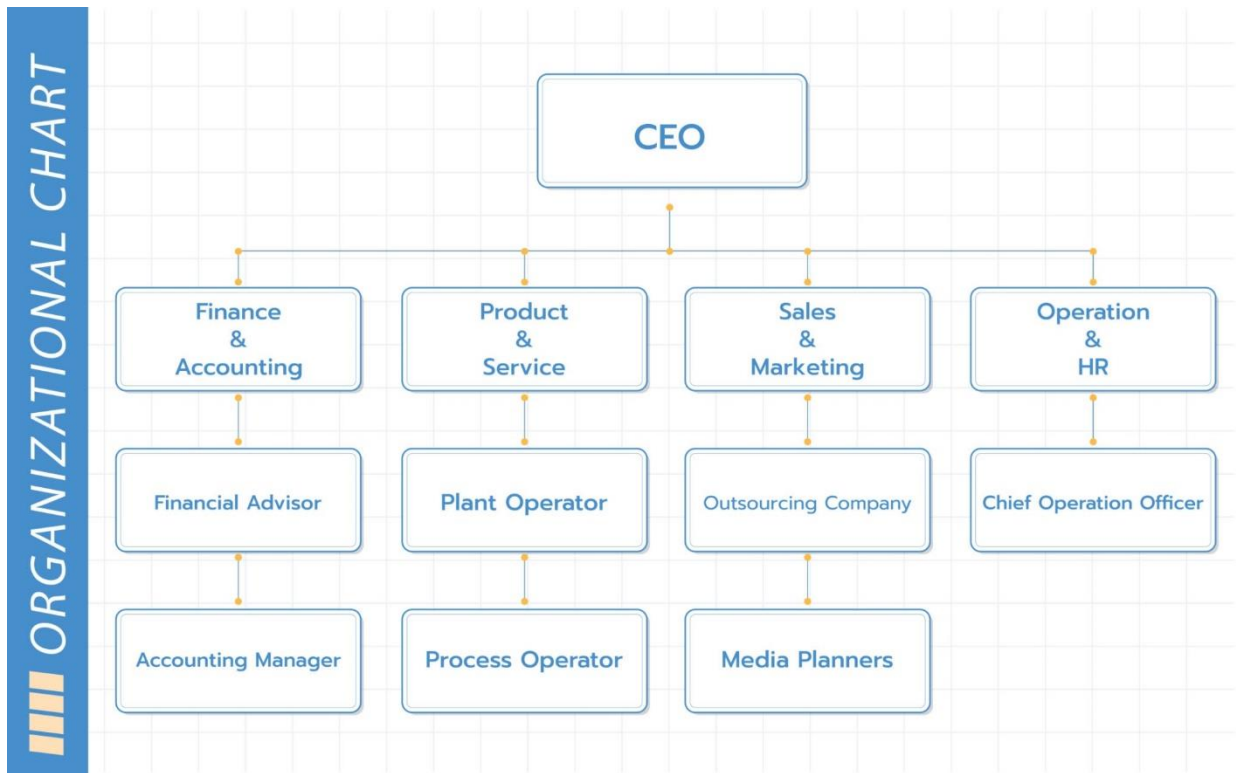 ORGANIZATIONAL CHART
CEO
Finance
&
Accounting
Product
&
Service
Sales
&
Marketing
Operation
&
HR
Financial Advisor
Plant Operator
Outsourcing Company
Chief Operation Officer
Accounting Manager
Process Operator
Media Planners